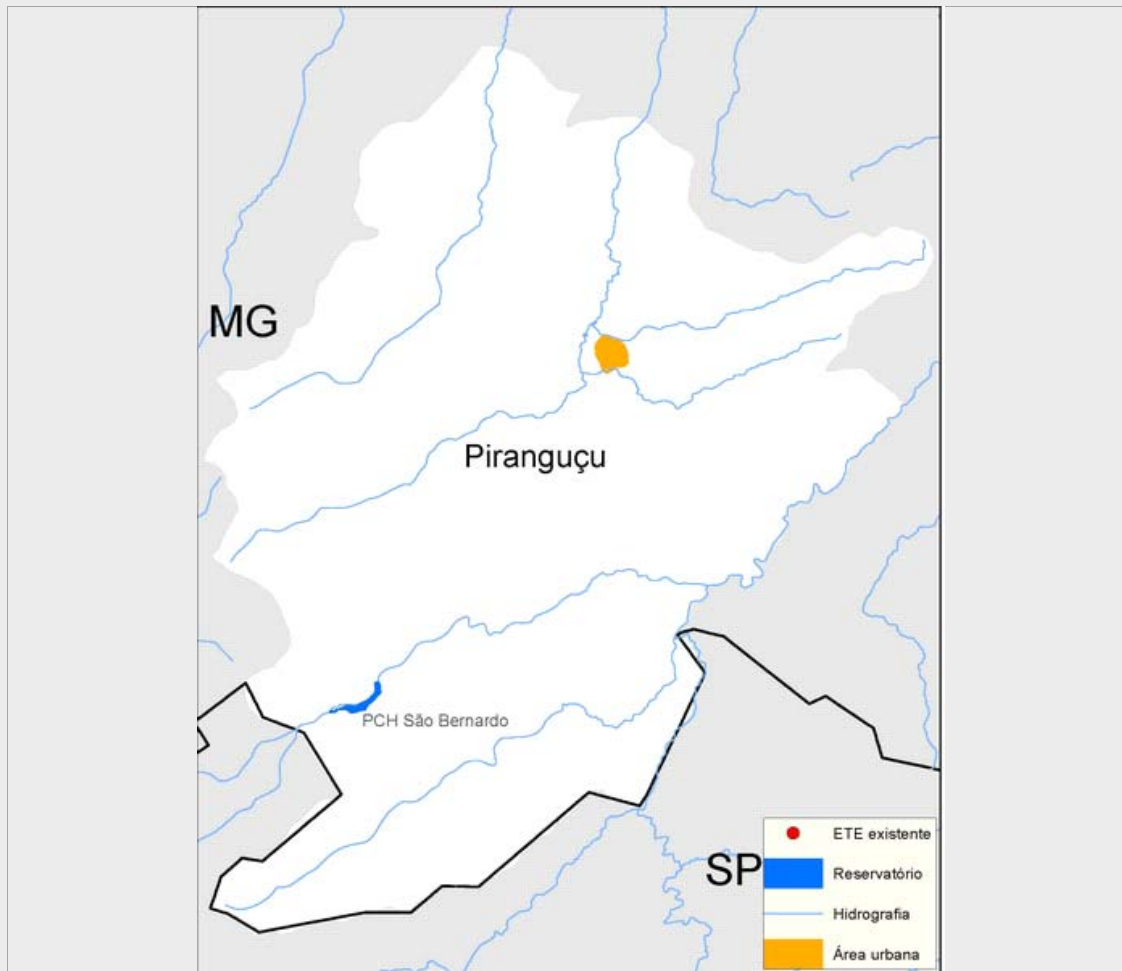 MG
Piranguçu
PCH São Bernardo
SP
ETE existente
Reservatório
Hidrografia
Área urbana